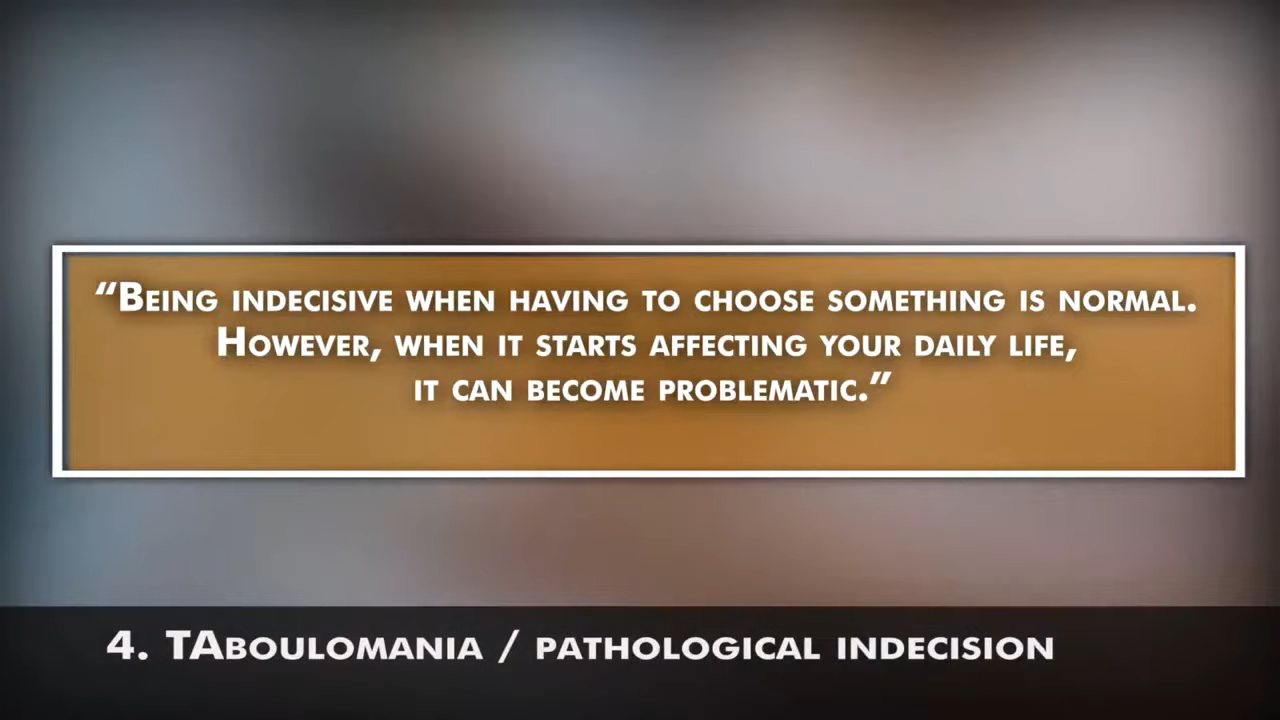 “Being indecisive when having to choose something is normal.
However, when it starts affecting your daily life,
it can become problematic.”
4. TAboulomania / pathological indecision